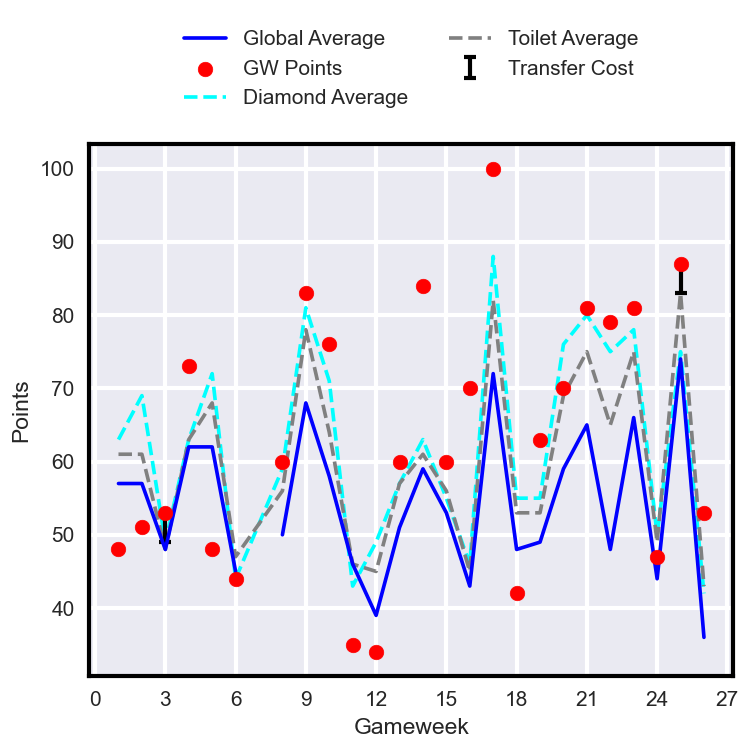 Global Average
GW Points
Diamond Average
Toilet Average
Transfer Cost
100
90
80
70
60
50
40
Points
0 3 6 9 12 15 18 21 24 27
Gameweek